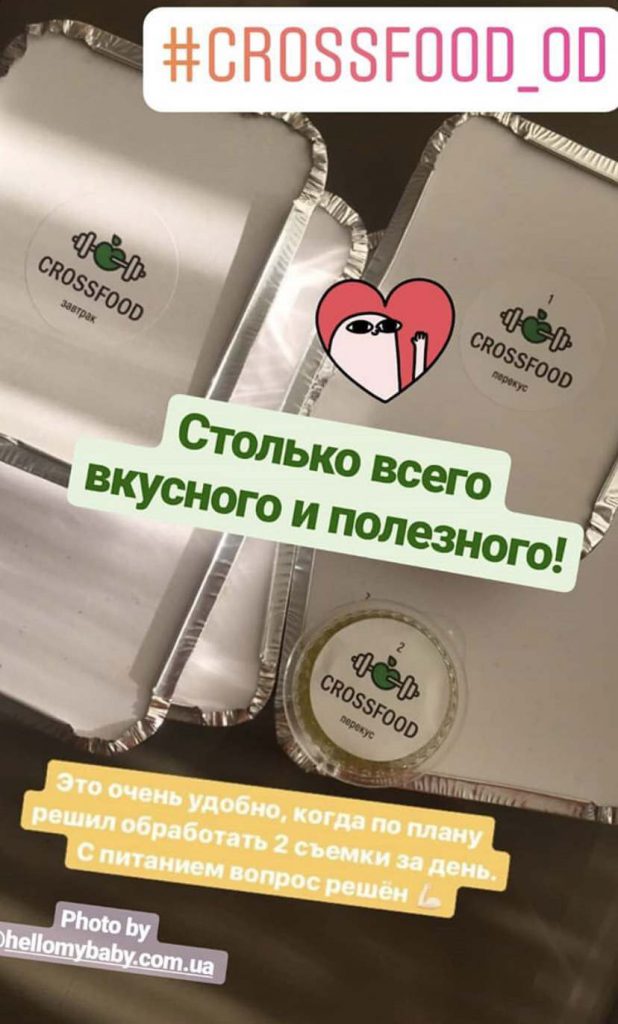 #CROSSFOOD_OD
CROSSFOOD
завтрак
1
CROSSFOOD
перекус
Столько всего
вкусного и полезного!
2
CROSSFOOD
перекус
Это очень удобно, когда по плану
решил обработать 2 съемки за день.
С питанием вопрос решён 💪🏻
Photo by
@hellomybaby.com.ua